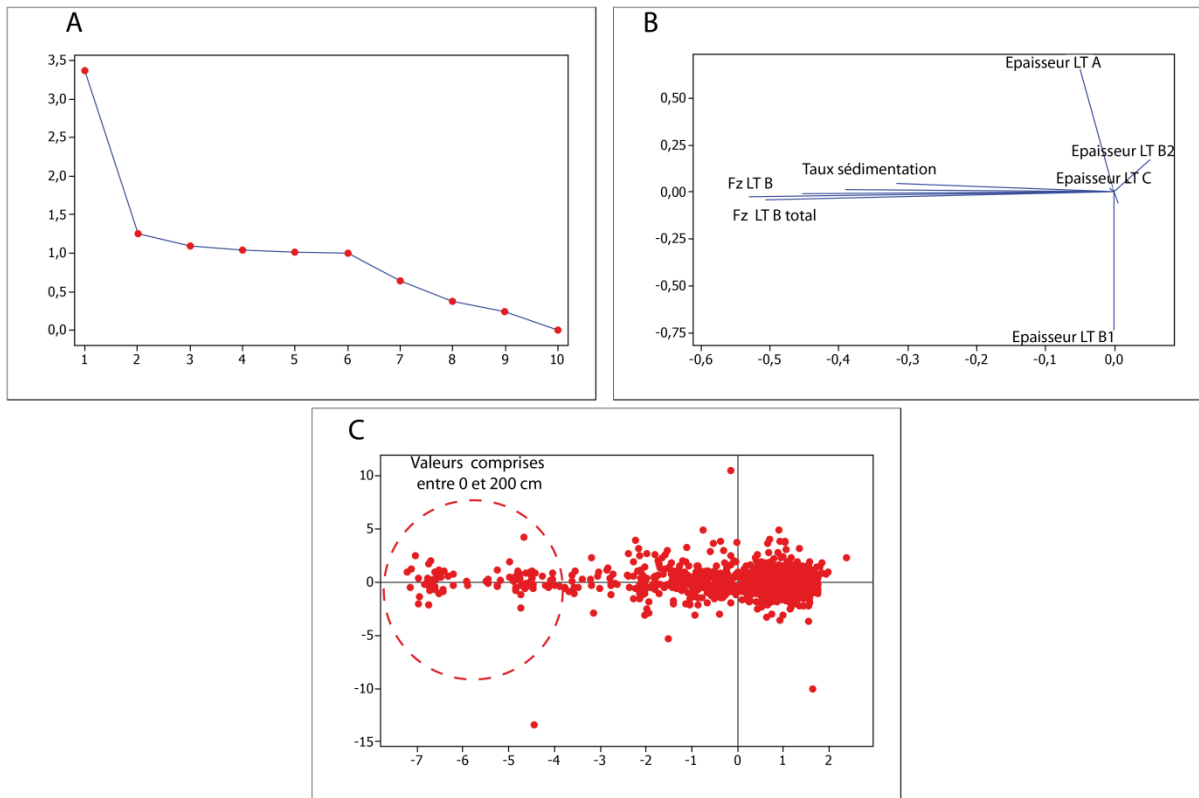 A
3,5
3,0
2,5
2,0
1,5
1,0
0,5
0,0
1 2 3 4 5 6 7 8 9 10
B
Epaisseur LT A
0,50
0,25
0,00
-0,25
-0,50
-0,75
Epaisseur LT B2
Taux sédimentation
Epaisseur LT C
Fz LT B
Fz LT B total
Epaisseur LT B1
-0,6 -0,5 -0,4 -0,3 -0,2 -0,1 0,0
C
Valeurs comprises
entre 0 et 200 cm
10
5
0
-5
-10
-15
-7 -6 -5 -4 -3 -2 -1 0 1 2